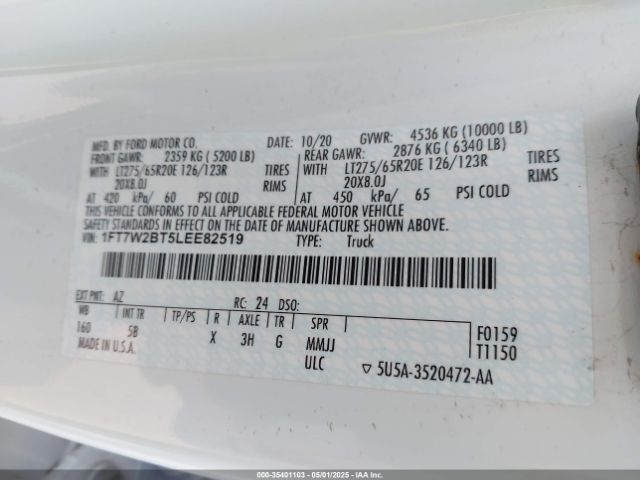 MFD. BY FORD MOTOR CO. DATE: 10/20 GVWR: 4536 KG (10000 LB)
FRONT GAWR: 2359 KG ( 5200 LB) REAR GAWR: 2876 KG ( 6340 LB)
WITH LT275/65R20E 126/123R TIRES WITH LT275/65R20E 126/123R TIRES
20X8.0J RIMS 20X8.0J RIMS
AT 420 kPa/ 60 PSI COLD AT 450 kPa/ 65 PSI COLD
THIS VEHICLE CONFORMS TO ALL APPLICABLE FEDERAL MOTOR VEHICLE
SAFETY STANDARDS IN EFFECT ON THE DATE OF MANUFACTURE SHOWN ABOVE.
VIN: 1FT7W2BT5LEE82519 TYPE: Truck
EXT PNT: AZ RC: 24 DSO:
WB INT TR TP/PS R AXLE TR SPR F0159
160 5B X 3H G MMJJ T1150
MADE IN U.S.A. ULC ▽ 5U5A-3520472-AA
000-35401103 - 05/01/2025 - IAAHolding, LLC.